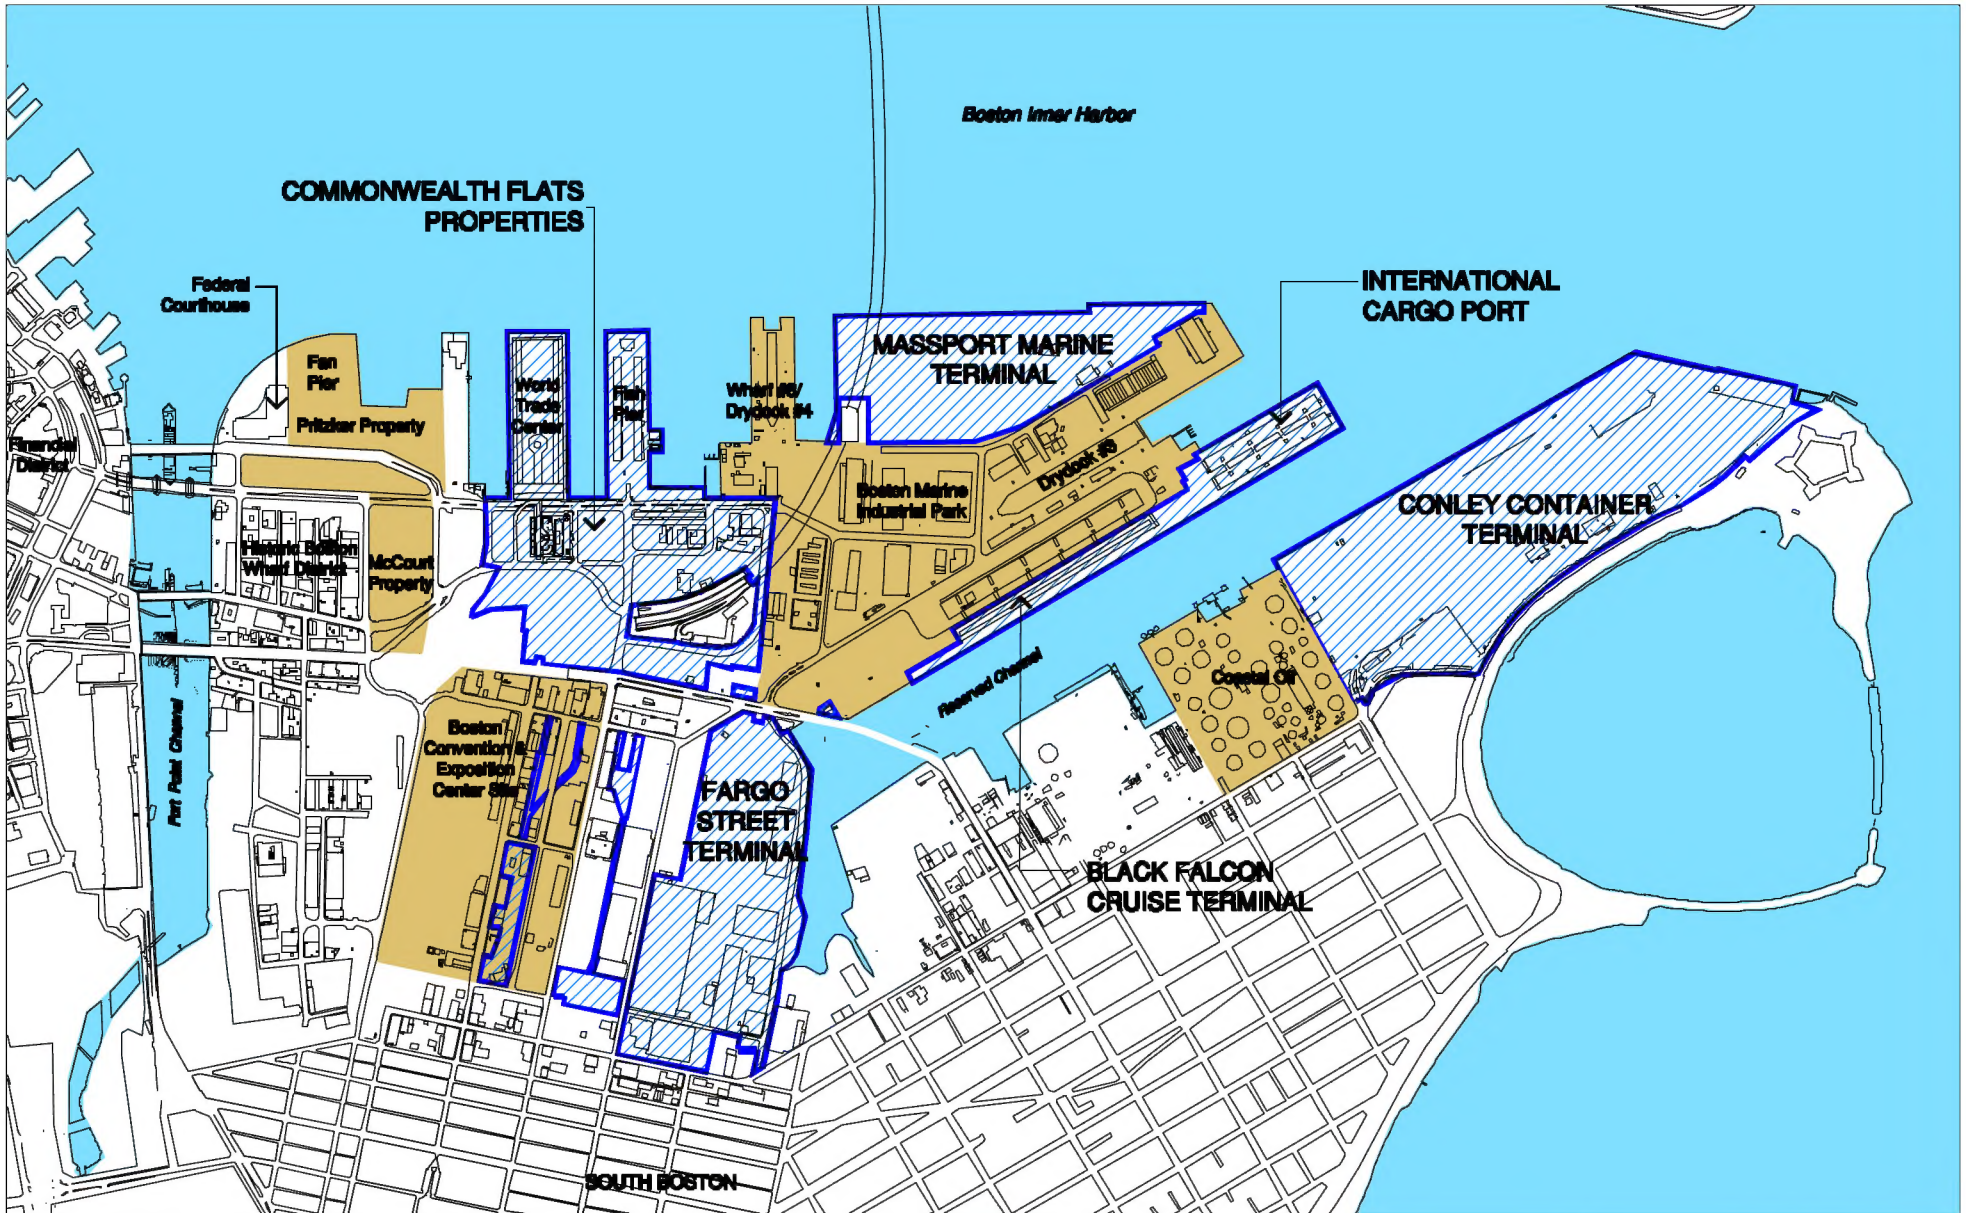 Boston Inner Harbor
COMMONWEALTH FLATS
PROPERTIES
Federal
Courthouse
INTERNATIONAL
CARGO PORT
MASSPORT MARINE
TERMINAL
Fan
Pier
Pritzker Property
World
Trade
Center
Fish
Pier
Wharf #8/
Drydock #4
Financial
District
Drydock #3
Boston Marine
Industrial Park
CONLEY CONTAINER
TERMINAL
Historic Boston
Wharf District
McCourt
Property
Reserved Channel
Coastal Oil
Fort Point Channel
Boston
Convention &
Exposition
Center Site
FARGO
STREET
TERMINAL
BLACK FALCON
CRUISE TERMINAL
SOUTH BOSTON